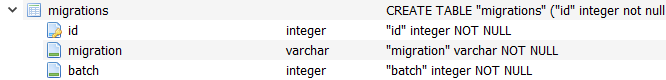 migrations CREATE TABLE "migrations" ("id" integer not null
id integer "id" integer NOT NULL
migration varchar "migration" varchar NOT NULL
batch integer "batch" integer NOT NULL